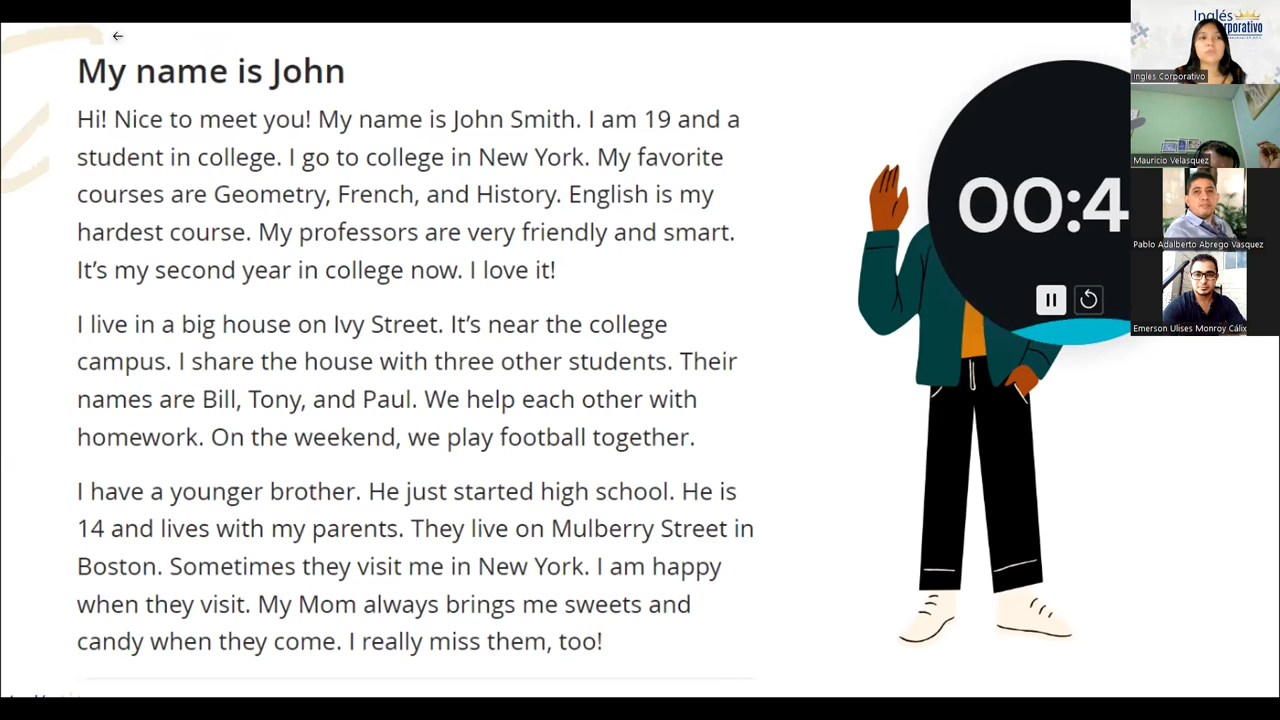 My name is John
Hi! Nice to meet you! My name is John Smith. I am 19 and a
student in college. I go to college in New York. My favorite
courses are Geometry, French, and History. English is my
hardest course. My professors are very friendly and smart.
It’s my second year in college now. I love it!
I live in a big house on Ivy Street. It’s near the college
campus. I share the house with three other students. Their
names are Bill, Tony, and Paul. We help each other with
homework. On the weekend, we play football together.
I have a younger brother. He just started high school. He is
14 and lives with my parents. They live on Mulberry Street in
Boston. Sometimes they visit me in New York. I am happy
when they visit. My Mom always brings me sweets and
candy when they come. I really miss them, too!
00:4
Inglés
Ingles Corporativo
Mauricio Velasquez
Pablo Adalberto Abrego Vasquez
Emerson Ulises Monroy Cálix